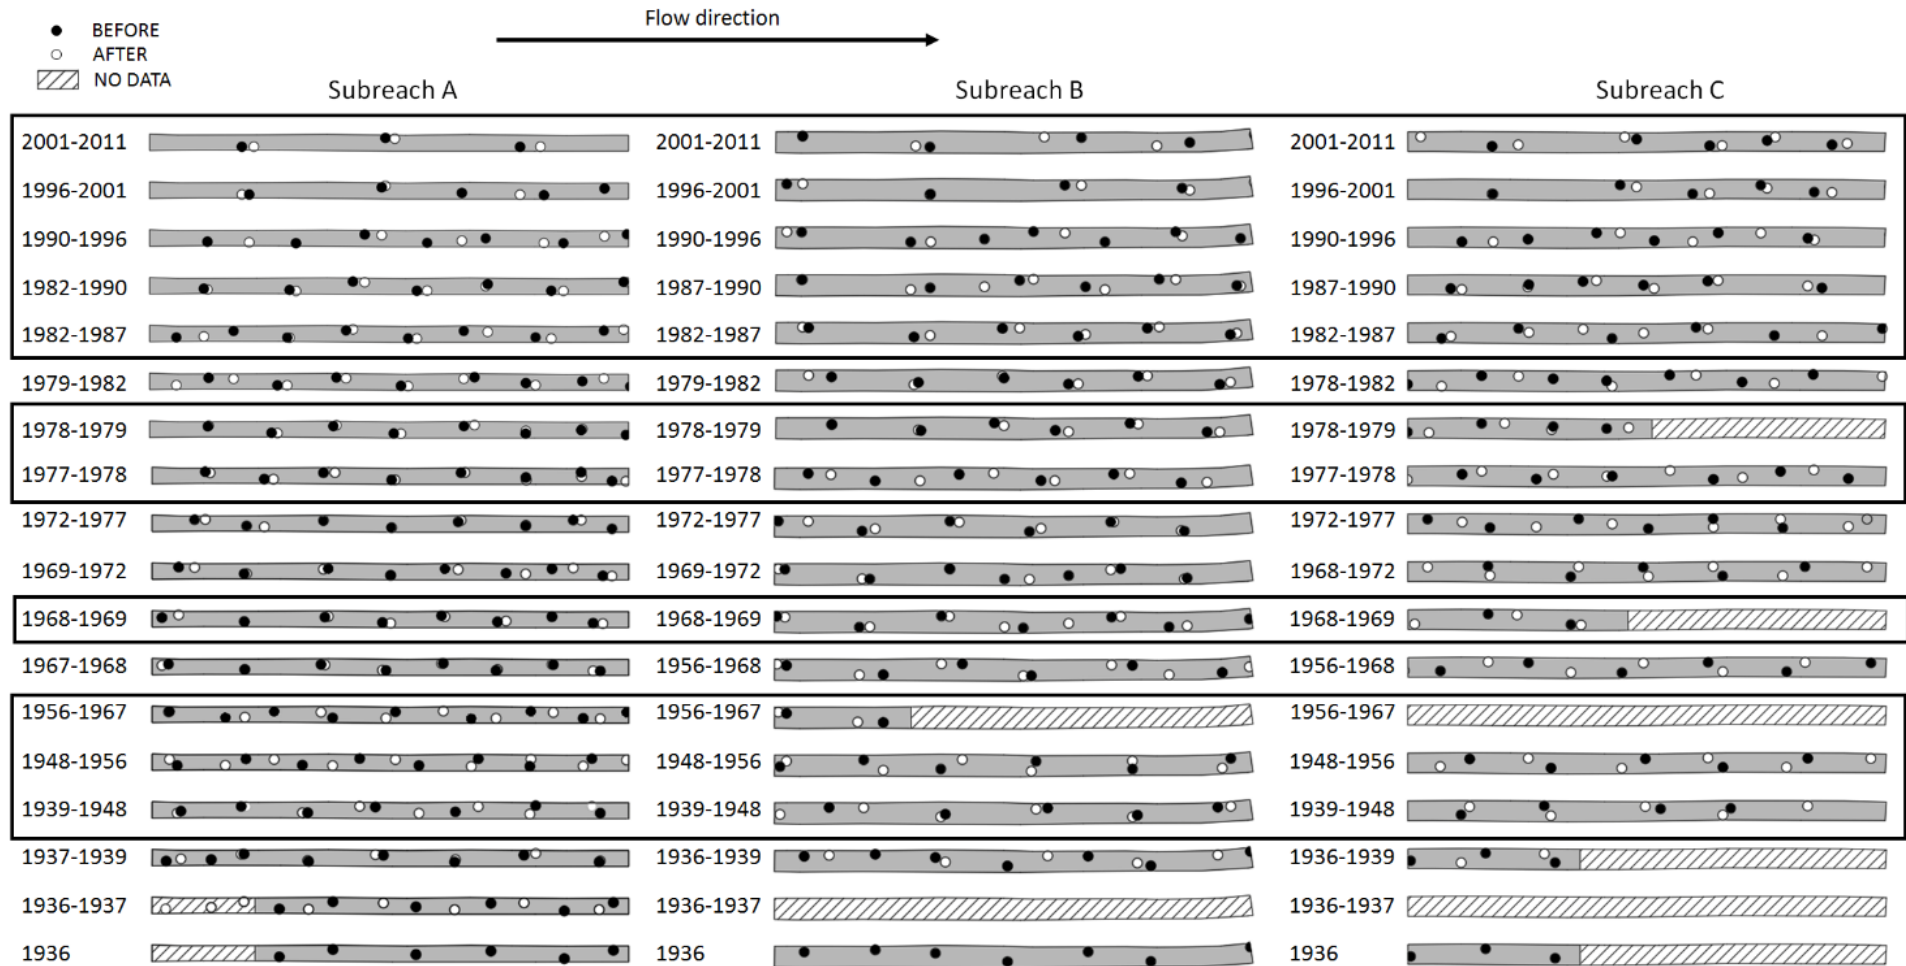 Flow direction
BEFORE
AFTER
NO DATA
Subreach A Subreach B Subreach C
2001-2011 2001-2011 2001-2011
1996-2001 1996-2001 1996-2001
1990-1996 1990-1996 1990-1996
1982-1990 1987-1990 1987-1990
1982-1987 1982-1987 1982-1987
1979-1982 1979-1982 1978-1982
1978-1979 1978-1979 1978-1979
1977-1978 1977-1978 1977-1978
1972-1977 1972-1977 1972-1977
1969-1972 1969-1972 1968-1972
1968-1969 1968-1969 1968-1969
1967-1968 1956-1968 1956-1968
1956-1967 1956-1967 1956-1967
1948-1956 1948-1956 1948-1956
1939-1948 1939-1948 1939-1948
1937-1939 1936-1939 1936-1939
1936-1937 1936-1937 1936-1937
1936 1936 1936